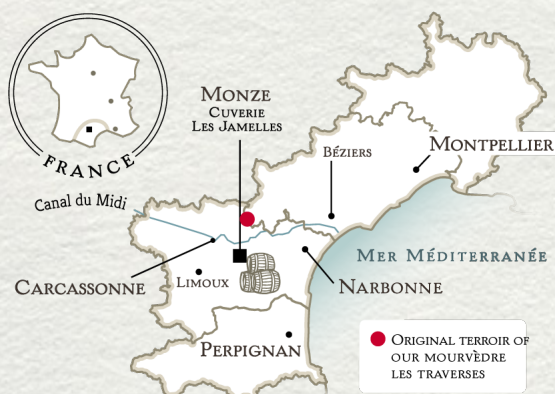 FRANCE
MONZE
CUVERIE
LES JAMELLES
BÉZIERS
MONTPELLIER
Canal du Midi
MER MÉDITERRANÉE
CARCASSONNE
LIMOUX
NARBONNE
PERPIGNAN
ORIGINAL TERROIR OF
OUR MOURVÈDRE
LES TRAVERSES